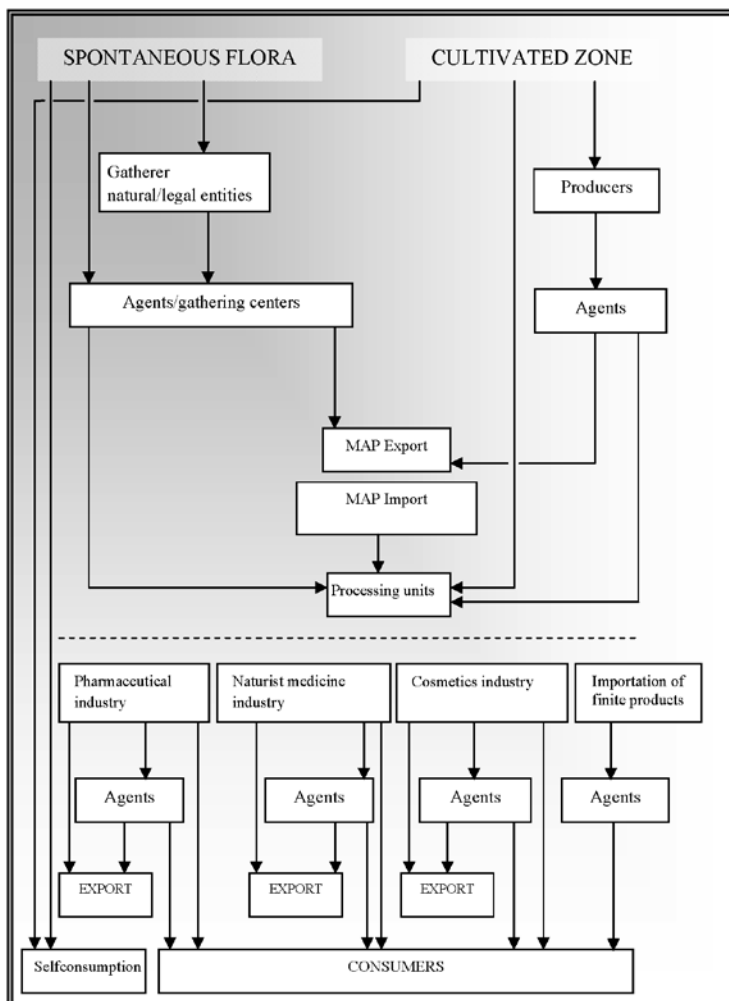 SPONTANEOUS FLORA
CULTIVATED ZONE
Gatherer
natural/legal entities
Producers
Agents/gathering centers
Agents
MAP Export
MAP Import
Processing units
Pharmaceutical
industry
Naturist medicine
industry
Cosmetics industry
Importation of
finite products
Agents
Agents
Agents
Agents
EXPORT
EXPORT
EXPORT
Selfconsumption
CONSUMERS